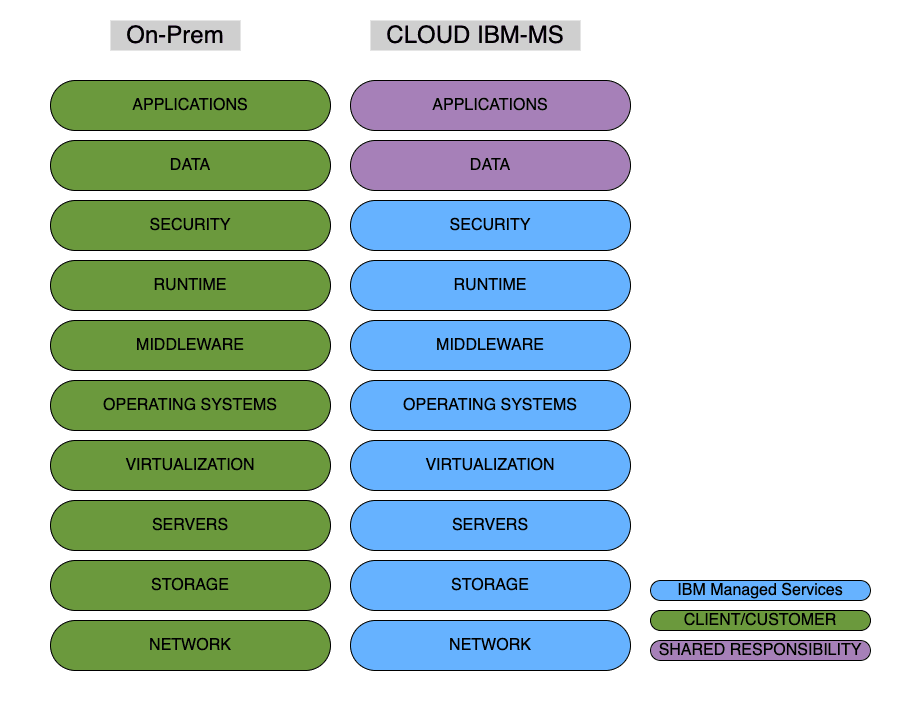 On-Prem
CLOUD IBM-MS
APPLICATIONS
APPLICATIONS
DATA
DATA
SECURITY
SECURITY
RUNTIME
RUNTIME
MIDDLEWARE
MIDDLEWARE
OPERATING SYSTEMS
OPERATING SYSTEMS
VIRTUALIZATION
VIRTUALIZATION
SERVERS
SERVERS
STORAGE
STORAGE
NETWORK
NETWORK
IBM Managed Services
CLIENT/CUSTOMER
SHARED RESPONSIBILITY